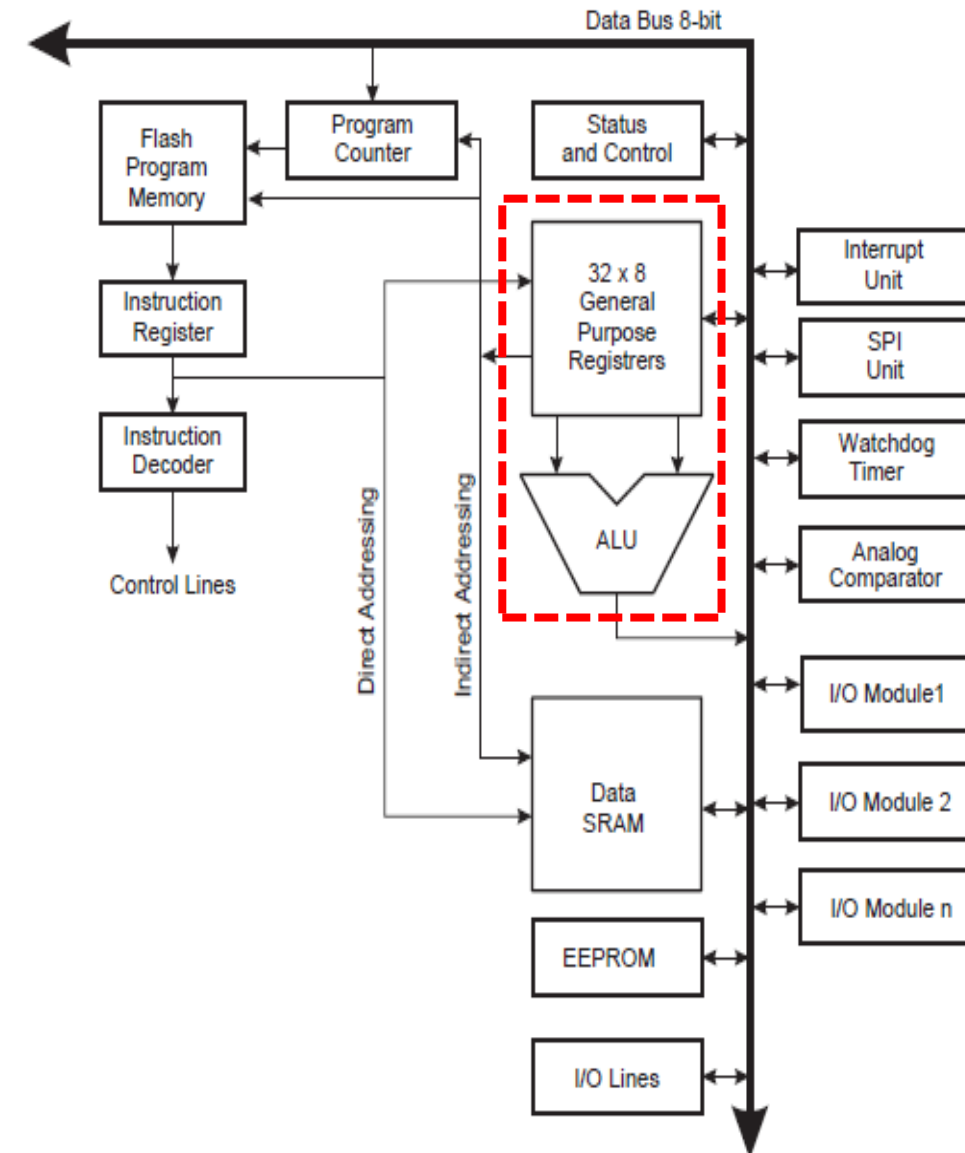 Data Bus 8-bit
Flash
Program
Memory
Program
Counter
Status
and Control
32 x 8
General
Purpose
Registrers
Interrupt
Unit
Instruction
Register
SPI
Unit
Instruction
Decoder
Watchdog
Timer
ALU
Analog
Comparator
Control Lines
Direct Addressing
Indirect Addressing
I/O Module1
Data
SRAM
I/O Module 2
I/O Module n
EEPROM
I/O Lines